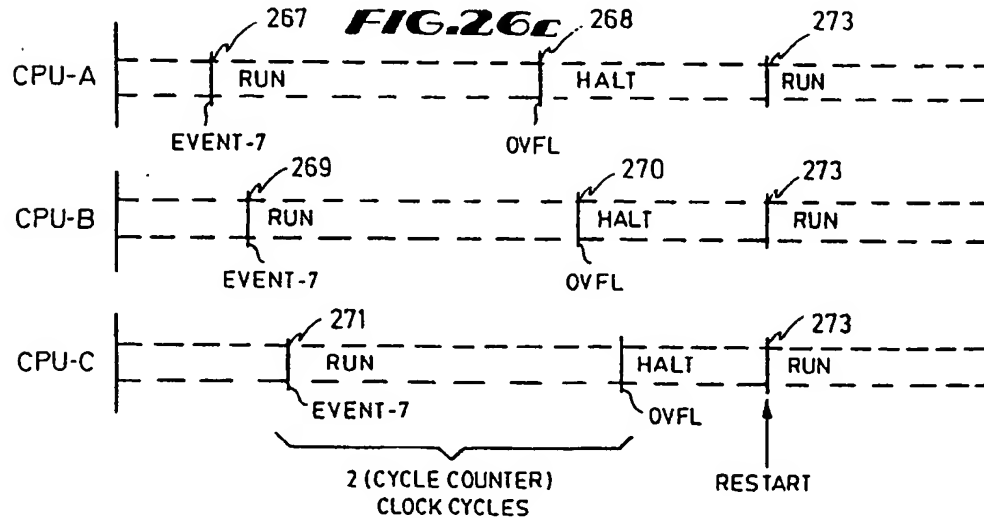 FIG.26c
267 268 273
CPU-A RUN HALT RUN
EVENT-7 OVFL
269 270 273
CPU-B RUN HALT RUN
EVENT-7 OVFL
271 273
CPU-C RUN HALT RUN
EVENT-7 OVFL
2 (CYCLE COUNTER)
CLOCK CYCLES
RESTART